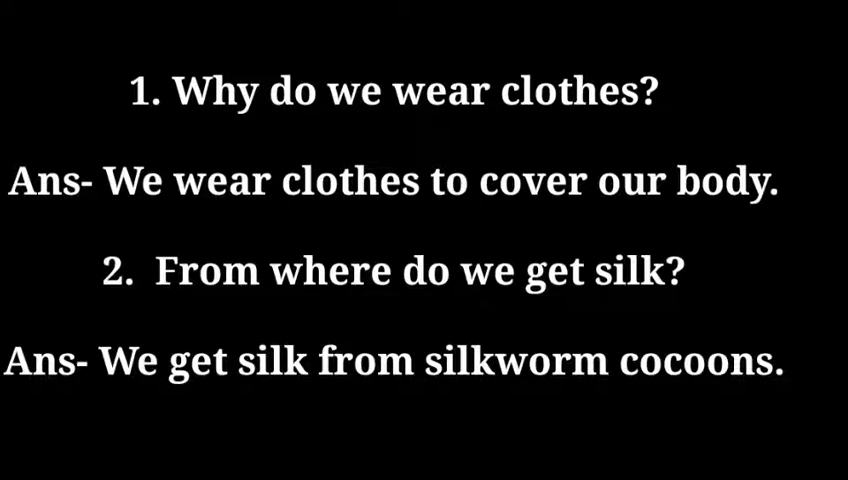 1. Why do we wear clothes?
Ans- We wear clothes to cover our body.
2. From where do we get silk?
Ans- We get silk from silkworm cocoons.